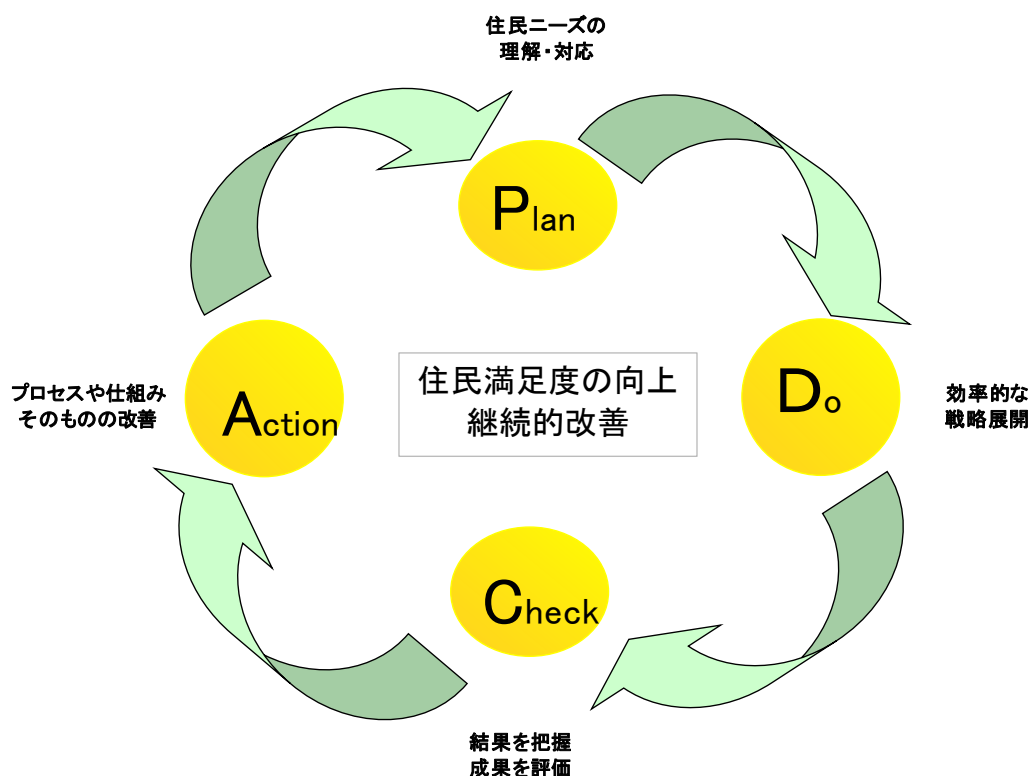 住民ニーズの
理解・対応
Plan
プロセスや仕組み
そのものの改善
Action
住民満足度の向上
継続的改善
Do
効率的な
戦略展開
Check
結果を把握
成果を評価